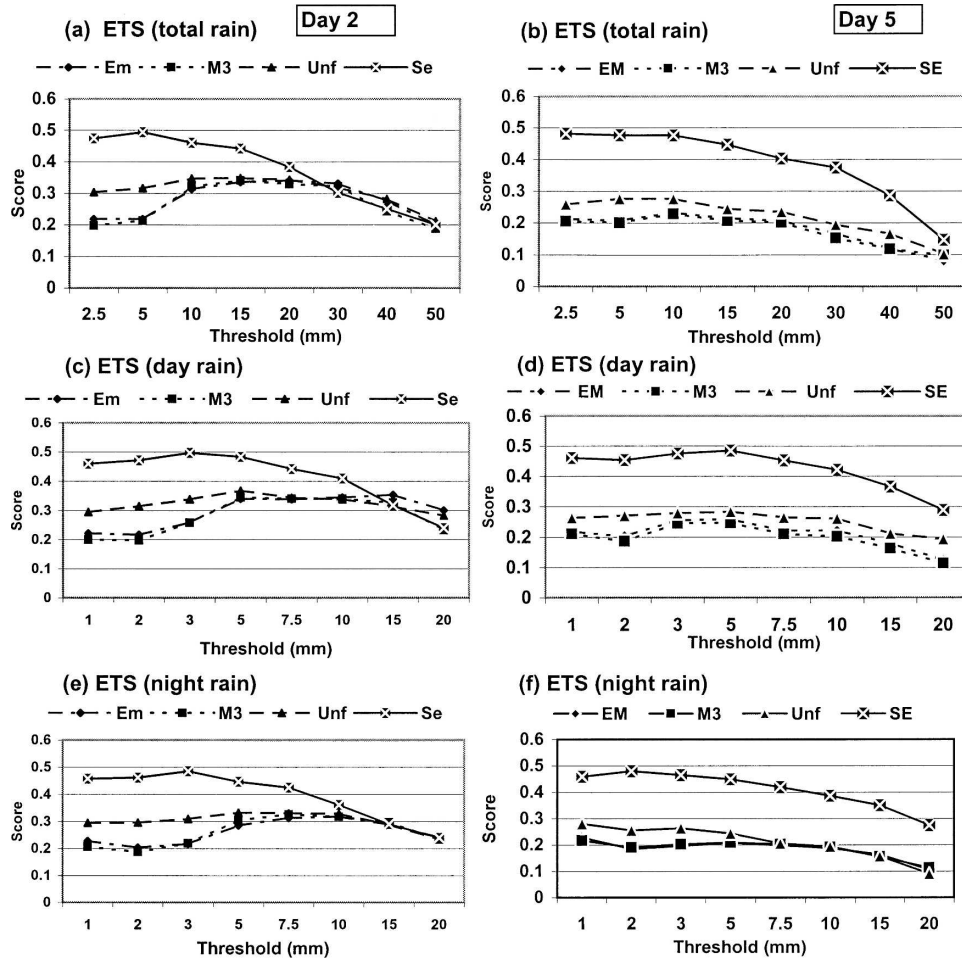 Day 2
Day 5
(a) ETS (total rain)
Em M3 Unf Se
0.6
0.5
0.4
0.3
0.2
0.1
0
Score
2.5 5 10 15 20 30 40 50
Threshold (mm)
(b) ETS (total rain)
EM M3 Unf SE
0.6
0.5
0.4
0.3
0.2
0.1
0
Score
2.5 5 10 15 20 30 40 50
Threshold (mm)
(c) ETS (day rain)
Em M3 Unf Se
0.6
0.5
0.4
0.3
0.2
0.1
0
Score
1 2 3 5 7.5 10 15 20
Threshold (mm)
(d) ETS (day rain)
EM M3 Unf SE
0.6
0.5
0.4
0.3
0.2
0.1
0
Score
1 2 3 5 7.5 10 15 20
Threshold (mm)
(e) ETS (night rain)
Em M3 Unf Se
0.6
0.5
0.4
0.3
0.2
0.1
0
Score
1 2 3 5 7.5 10 15 20
Threshold (mm)
(f) ETS (night rain)
EM M3 Unf SE
0.6
0.5
0.4
0.3
0.2
0.1
0
Score
1 2 3 5 7.5 10 15 20
Threshold (mm)